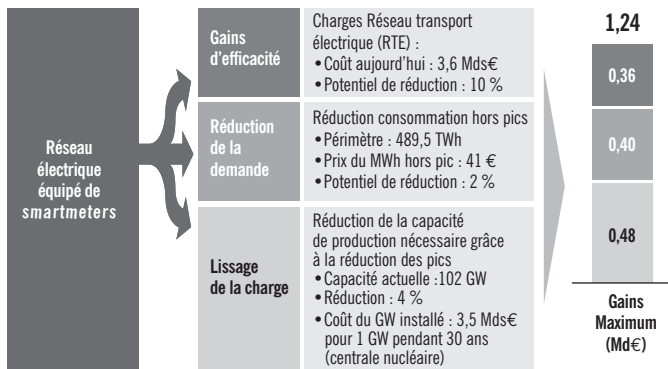 Réseau
électrique
équipé de
smartmeters
Gains
d'efficacité
Charges Réseau transport
électrique (RTE) :
• Coût aujourd'hui : 3,6 Mds€
• Potentiel de réduction : 10 %
Réduction
de la
demande
Réduction consommation hors pics
• Périmètre : 489,5 TWh
• Prix du MWh hors pic : 41 €
• Potentiel de réduction : 2 %
Lissage
de la charge
Réduction de la capacité
de production nécessaire grâce
à la réduction des pics
• Capacité actuelle :102 GW
• Réduction : 4 %
• Coût du GW installé : 3,5 Mds€
pour 1 GW pendant 30 ans
(centrale nucléaire)
1,24
0,36
0,40
0,48
Gains
Maximum
(Md€)